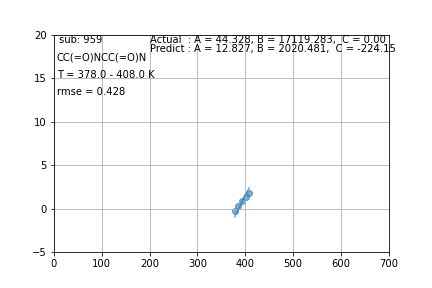 sub: 959
Actual : A = 44.328, B = 17119.283, C = 0.00
Predict : A = 12.827, B = 2020.481, C = -224.15
CC(=O)NCC(=O)N
T = 378.0 - 408.0 K
rmse = 0.428
20
15
10
5
0
−5
0 100 200 300 400 500 600 700